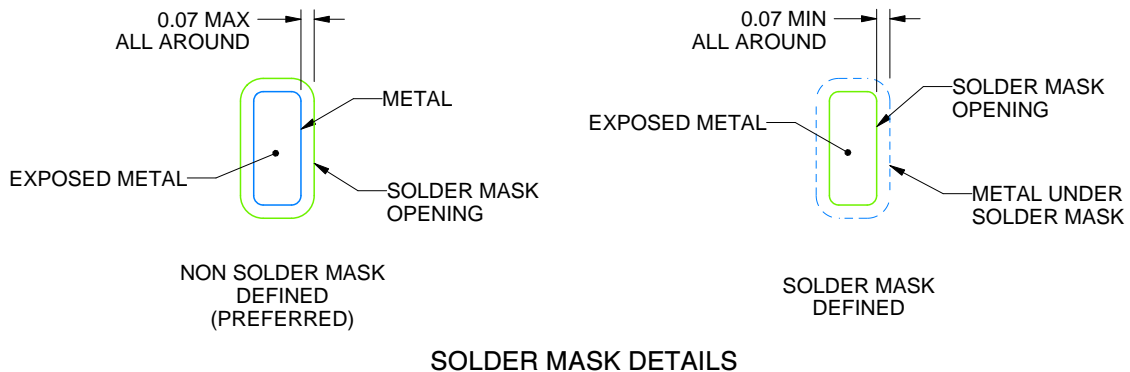 0.07 MAX
ALL AROUND
METAL
EXPOSED METAL
SOLDER MASK
OPENING
NON SOLDER MASK
DEFINED
(PREFERRED)
0.07 MIN
ALL AROUND
SOLDER MASK
OPENING
EXPOSED METAL
METAL UNDER
SOLDER MASK
SOLDER MASK
DEFINED
SOLDER MASK DETAILS